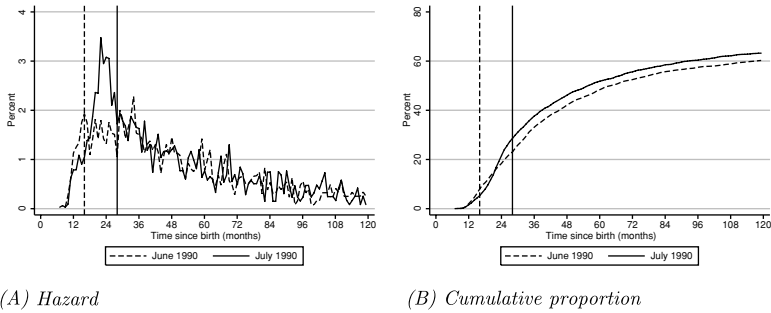 4
3
2
1
0
Percent
0 12 24 36 48 60 72 84 96 108 120
Time since birth (months)
June 1990 July 1990
(A) Hazard
80
60
40
20
0
Percent
0 12 24 36 48 60 72 84 96 108 120
Time since birth (months)
June 1990 July 1990
(B) Cumulative proportion